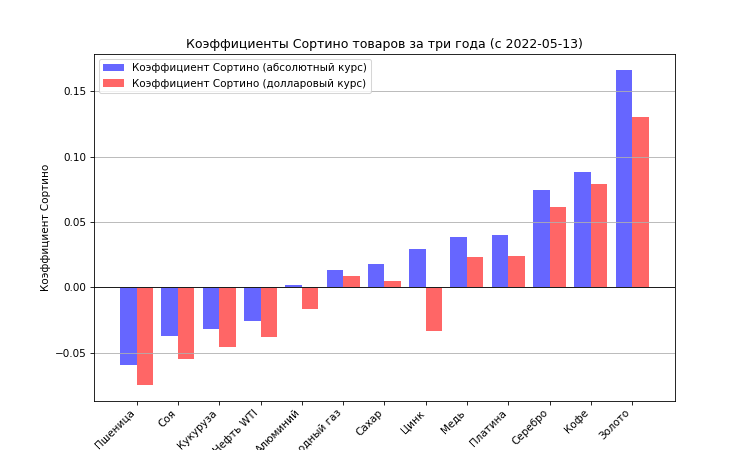 Коэффициенты Сортино товаров за три года (с 2022-05-13)
Коэффициент Сортино (абсолютный курс)
Коэффициент Сортино (долларовый курс)
Коэффициент Сортино
0.15
0.10
0.05
0.00
−0.05
Пшеница
Соя
Кукуруза
Нефть WTI
Алюминий
газ
Сахар
Цинк
Медь
Платина
Серебро
Кофе
Золото